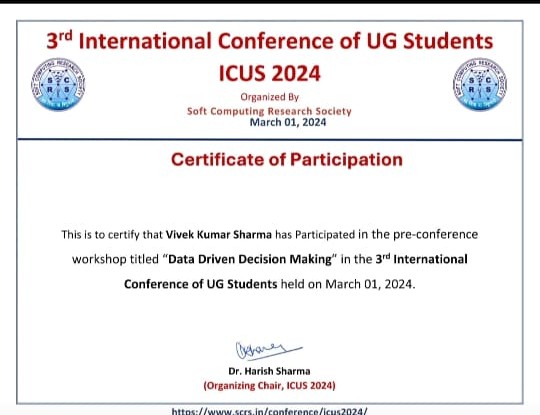 3rd International Conference of UG Students
ICUS 2024
Organized By
Soft Computing Research Society
March 01, 2024
SOFT COMPUTING RESEARCH SOCIETY
S C
R S
SOFT COMPUTING RESEARCH SOCIETY
S C
R S
Certificate of Participation
This is to certify that Vivek Kumar Sharma has Participated in the pre-conference
workshop titled “Data Driven Decision Making” in the 3rd International
Conference of UG Students held on March 01, 2024.
Dr. Harish Sharma
(Organizing Chair, ICUS 2024)
https://www.scrs.in/conference/icus2024/